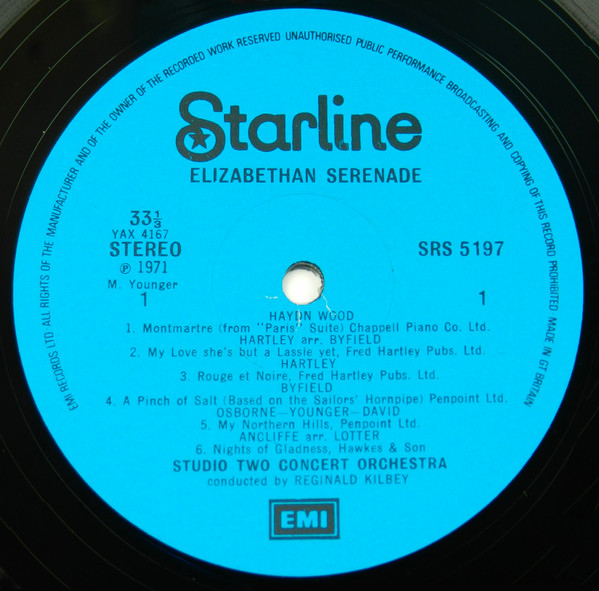 EMI RECORDS LTD ALL RIGHTS OF THE MANUFACTURER AND OF THE OWNER OF THE RECORDED WORK RESERVED UNAUTHORISED PUBLIC PERFORMANCE BROADCASTING AND COPYING OF THIS RECORD PROHIBITED MADE IN GT BRITAIN
Starline
ELIZABETHAN SERENADE
33⅓
YAX 4167
STEREO
SRS 5197
℗ 1971
M. Younger
1
1
HAYDN WOOD
1. Montmartre (from "Paris" Suite) Chappell Piano Co. Ltd.
HARTLEY arr. BYFIELD
2. My Love she's but a Lassie yet, Fred Hartley Pubs. Ltd.
HARTLEY
3. Rouge et Noire, Fred Hartley Pubs. Ltd.
BYFIELD
4. A Pinch of Salt (Based on the Sailors' Hornpipe) Penpoint Ltd.
OSBORNE—YOUNGER—DAVID
5. My Northern Hills, Penpoint Ltd.
ANCLIFFE arr. LOTTER
6. Nights of Gladness, Hawkes & Son
STUDIO TWO CONCERT ORCHESTRA
conducted by REGINALD KILBEY
EMI